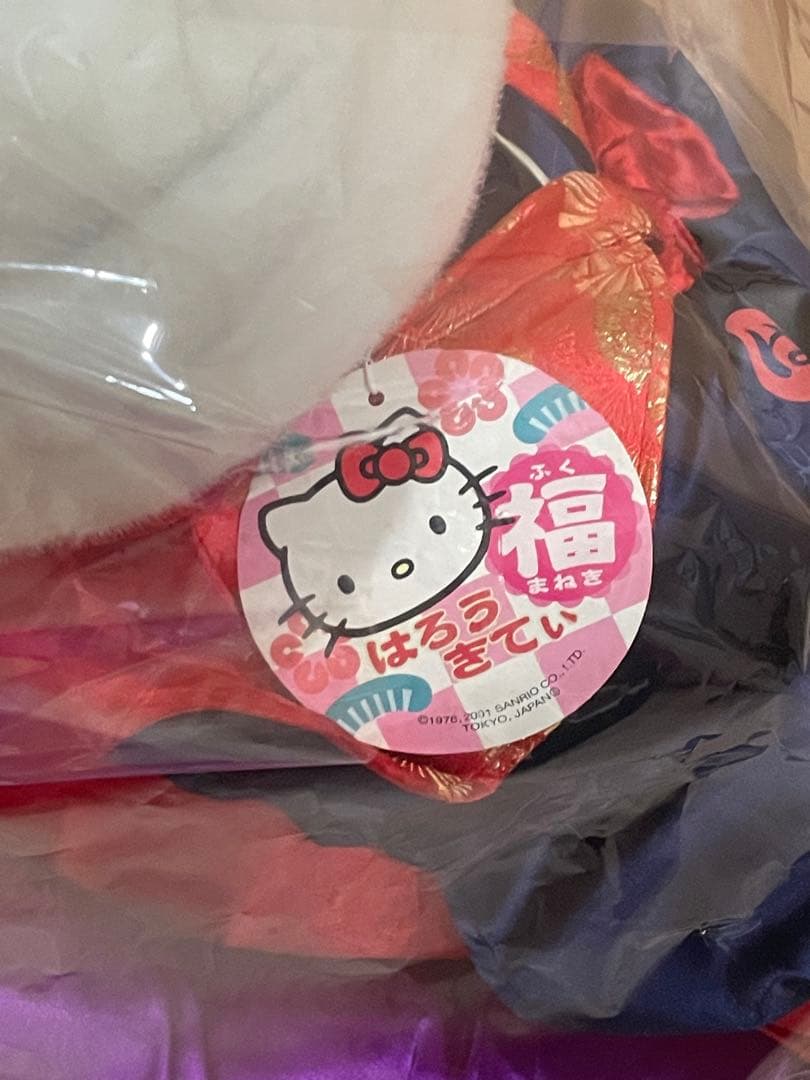 ふく
福
まねき
はろう
きてぃ
©1976, 2001 SANRIO CO., LTD.
TOKYO, JAPAN ®